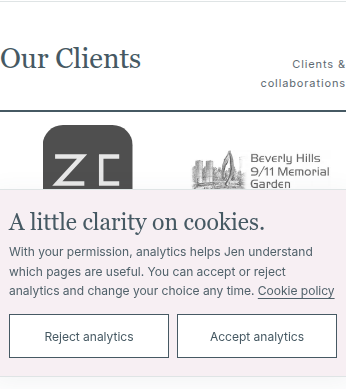 Our Clients
Clients &
collaborations
Beverly Hills
9/11 Memorial
Garden
A little clarity on cookies.
With your permission, analytics helps Jen understand
which pages are useful. You can accept or reject
analytics and change your choice any time. Cookie policy
Reject analytics
Accept analytics